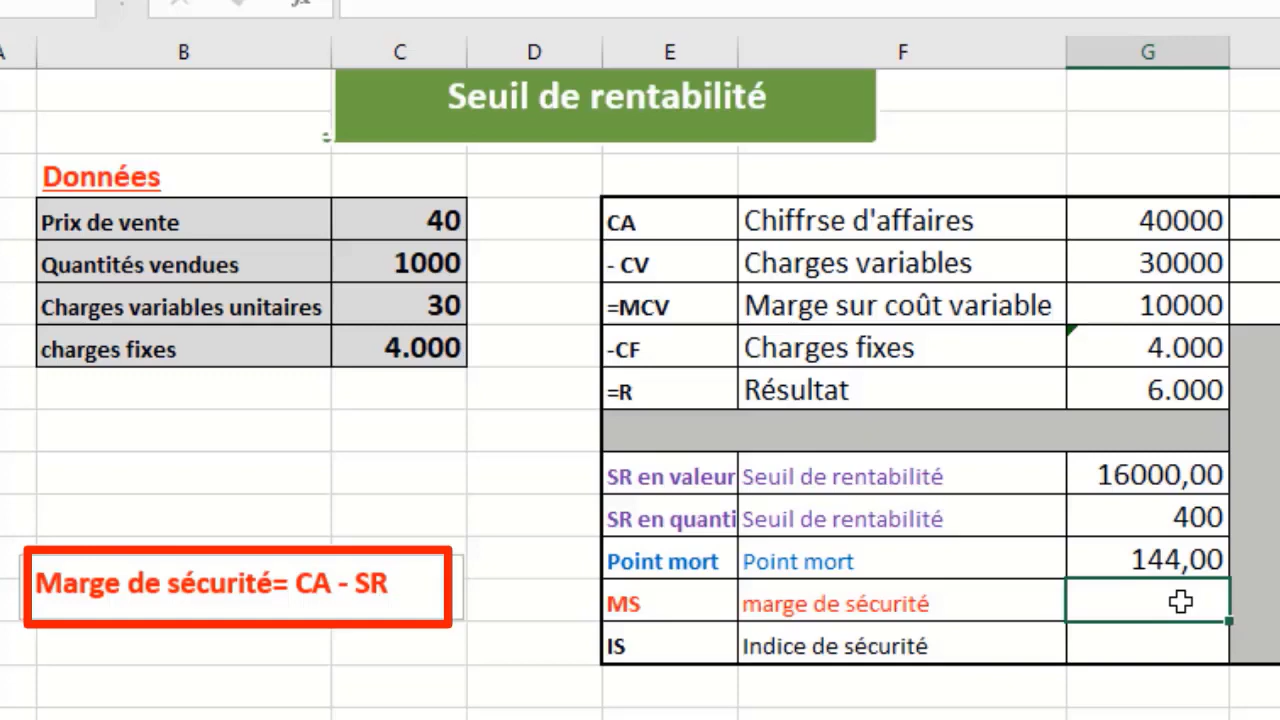 A B C D E F G
Seuil de rentabilité
Données
Prix de vente 40
Quantités vendues 1000
Charges variables unitaires 30
charges fixes 4.000
CA Chiffrse d'affaires 40000
- CV Charges variables 30000
=MCV Marge sur coût variable 10000
-CF Charges fixes 4.000
=R Résultat 6.000
SR en valeur Seuil de rentabilité 16000,00
SR en quanti Seuil de rentabilité 400
Point mort Point mort 144,00
MS marge de sécurité
IS Indice de sécurité
Marge de sécurité= CA - SR